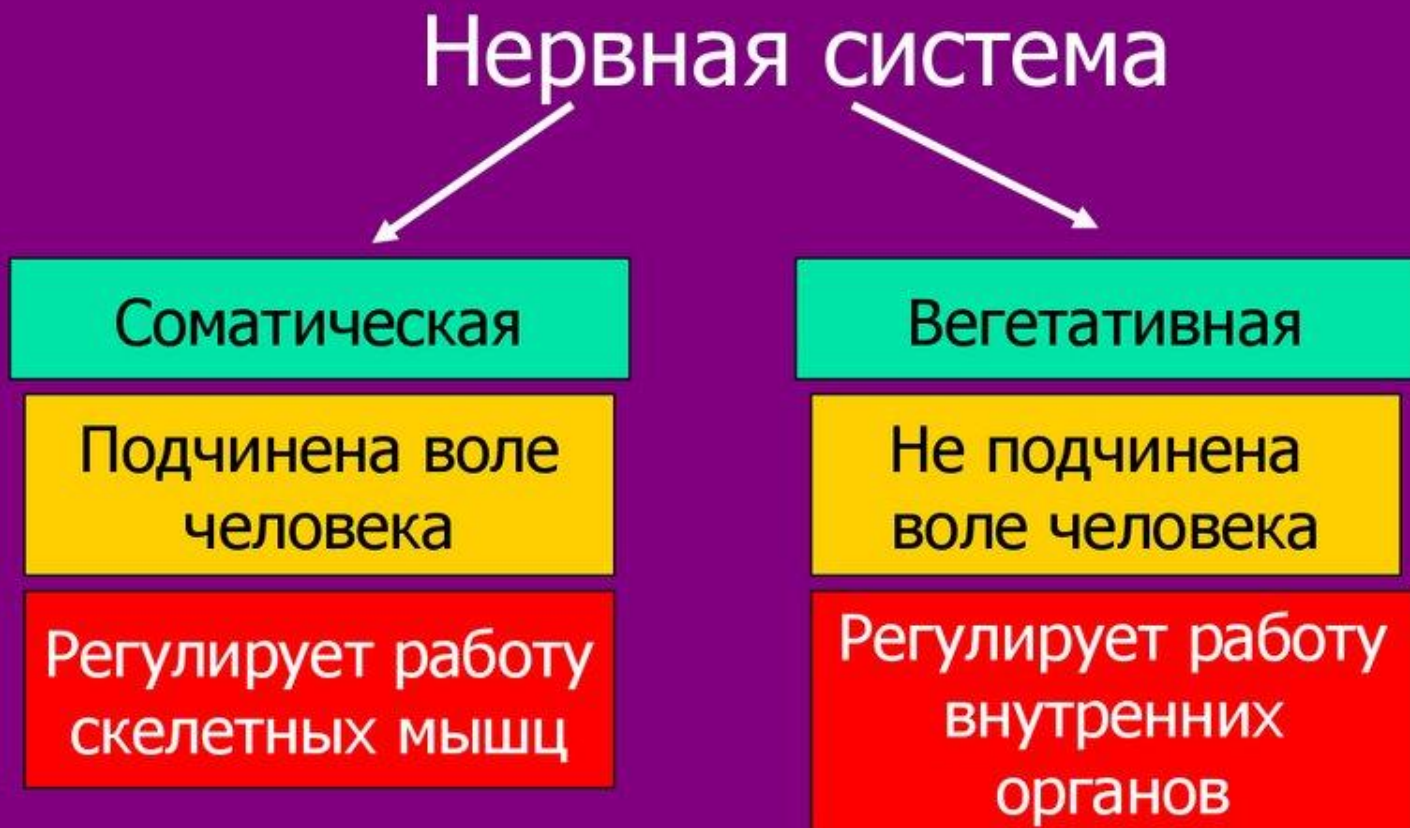 Нервная система
Соматическая
Подчинена воле
человека
Регулирует работу
скелетных мышц
Вегетативная
Не подчинена
воле человека
Регулирует работу
внутренних
органов